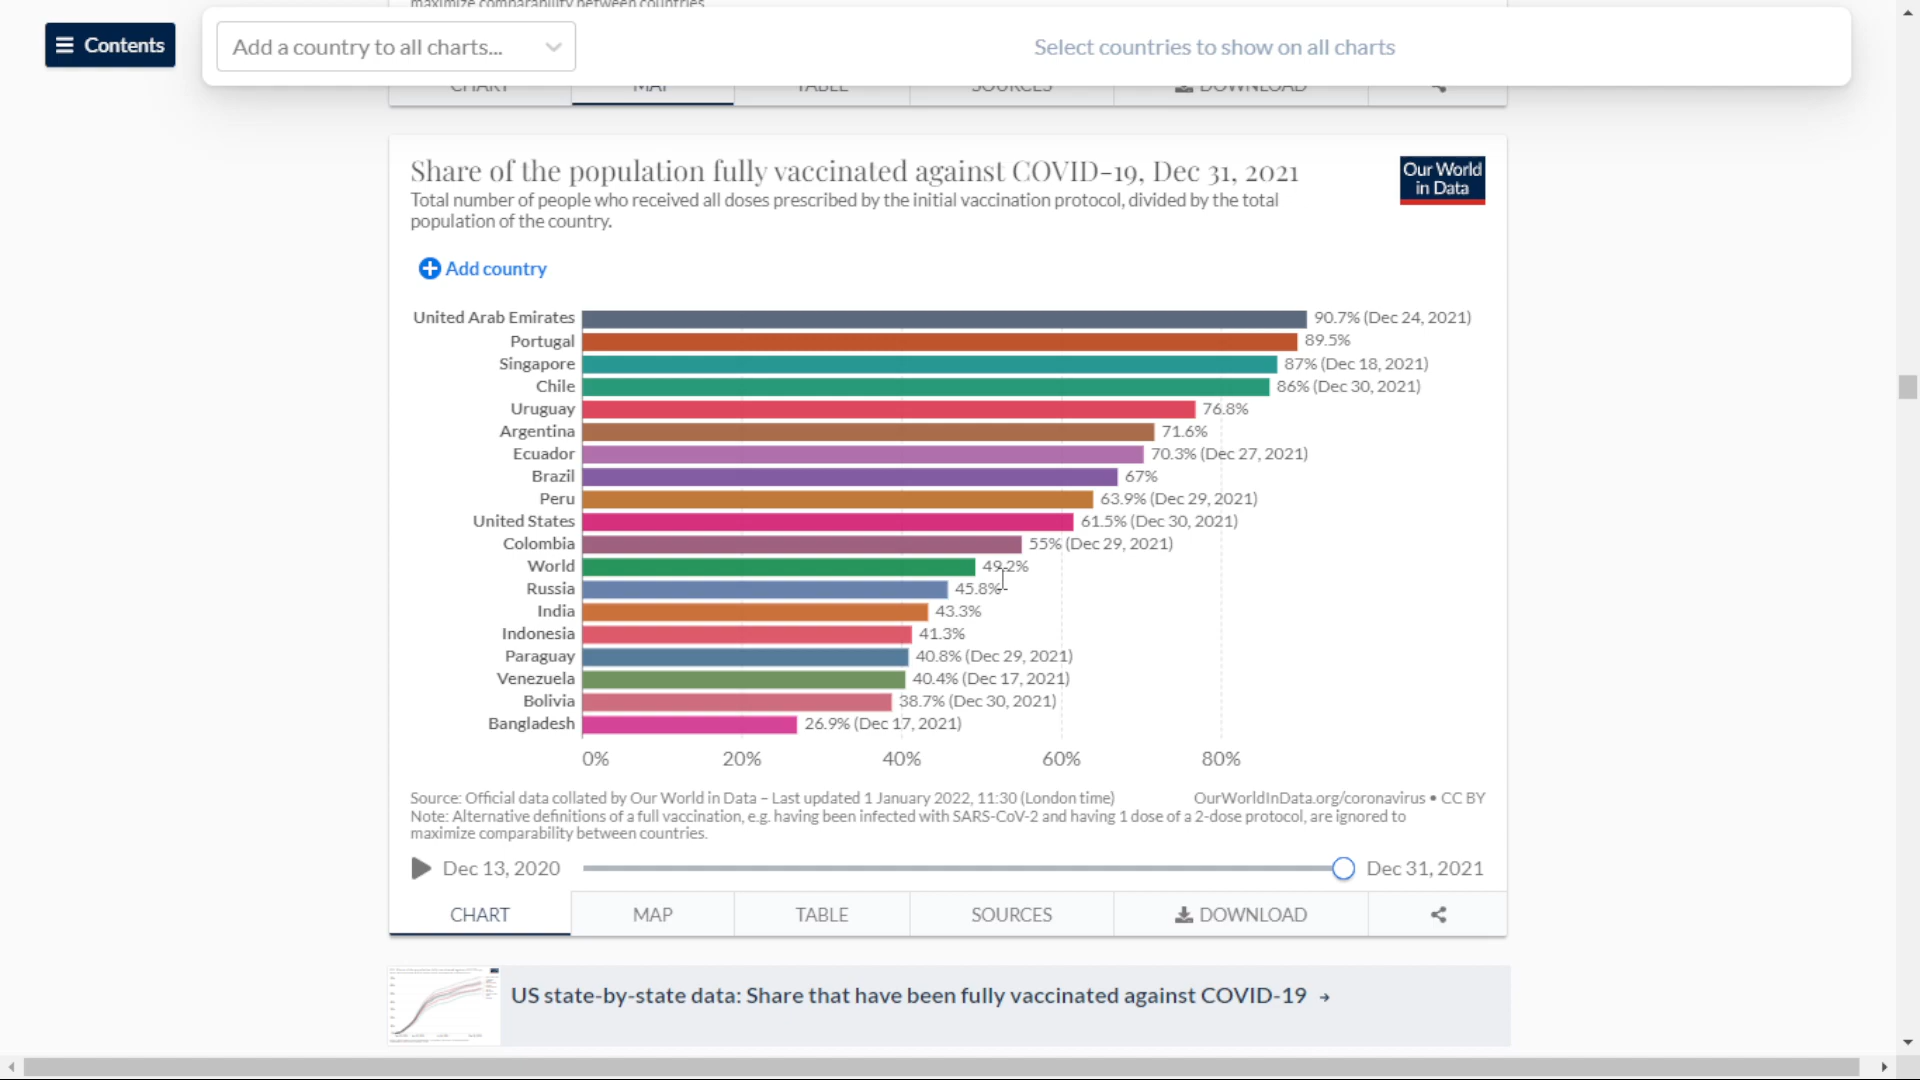 maximize comparability between countries.
Contents
Add a country to all charts...
Select countries to show on all charts
CHART MAP TABLE SOURCES DOWNLOAD
Share of the population fully vaccinated against COVID-19, Dec 31, 2021
Our World
in Data
Total number of people who received all doses prescribed by the initial vaccination protocol, divided by the total
population of the country.
Add country
United Arab Emirates 90.7% (Dec 24, 2021)
Portugal 89.5%
Singapore 87% (Dec 18, 2021)
Chile 86% (Dec 30, 2021)
Uruguay 76.8%
Argentina 71.6%
Ecuador 70.3% (Dec 27, 2021)
Brazil 67%
Peru 63.9% (Dec 29, 2021)
United States 61.5% (Dec 30, 2021)
Colombia 55% (Dec 29, 2021)
World 49.2%
Russia 45.8%
India 43.3%
Indonesia 41.3%
Paraguay 40.8% (Dec 29, 2021)
Venezuela 40.4% (Dec 17, 2021)
Bolivia 38.7% (Dec 30, 2021)
Bangladesh 26.9% (Dec 17, 2021)
0% 20% 40% 60% 80%
Source: Official data collated by Our World in Data – Last updated 1 January 2022, 11:30 (London time)
OurWorldInData.org/coronavirus • CC BY
Note: Alternative definitions of a full vaccination, e.g. having been infected with SARS-CoV-2 and having 1 dose of a 2-dose protocol, are ignored to
maximize comparability between countries.
Dec 13, 2020
Dec 31, 2021
CHART MAP TABLE SOURCES DOWNLOAD
US state-by-state data: Share that have been fully vaccinated against COVID-19 →